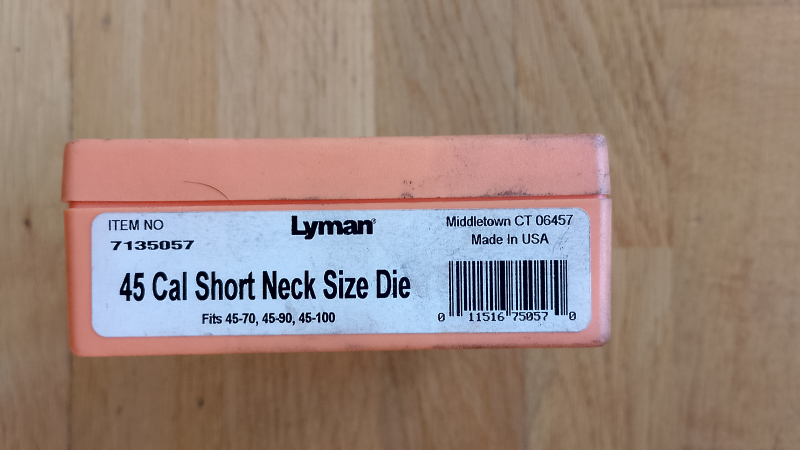 ITEM NO
7135057
Lyman®
Middletown CT 06457
Made In USA
45 Cal Short Neck Size Die
Fits 45-70, 45-90, 45-100
0 11516 75057 0